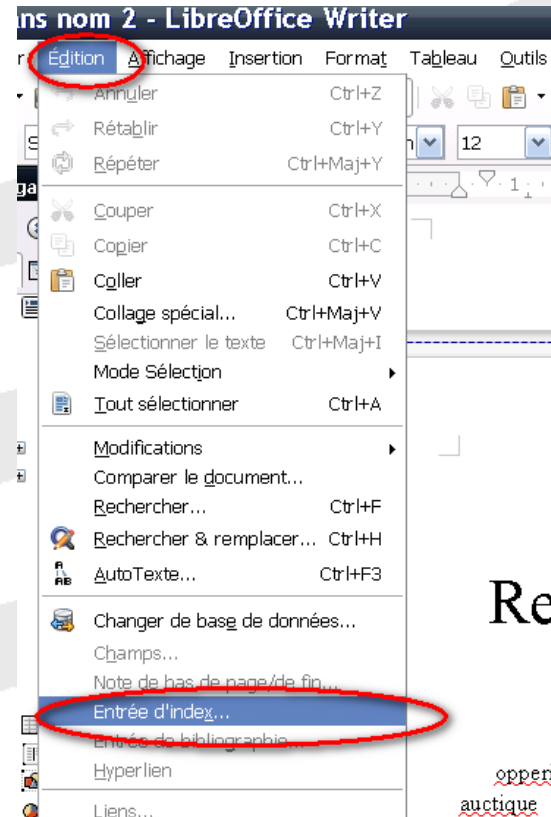 ns nom 2 - LibreOffice Writer
Édition Affichage Insertion Format Tableau Outils
Annuler Ctrl+Z
Rétablir Ctrl+Y
12
Répéter Ctrl+Maj+Y
1
Couper Ctrl+X
Copier Ctrl+C
Coller Ctrl+V
Collage spécial... Ctrl+Maj+V
Sélectionner le texte Ctrl+Maj+I
Mode Sélection
Tout sélectionner Ctrl+A
Modifications
Comparer le document...
Rechercher... Ctrl+F
Rechercher & remplacer... Ctrl+H
AutoTexte... Ctrl+F3
Re
Changer de base de données...
Champs...
Note de bas de page/de fin...
Entrée d'index...
Entrée de bibliographie...
Hyperlien
opperi
auctique
Liens...